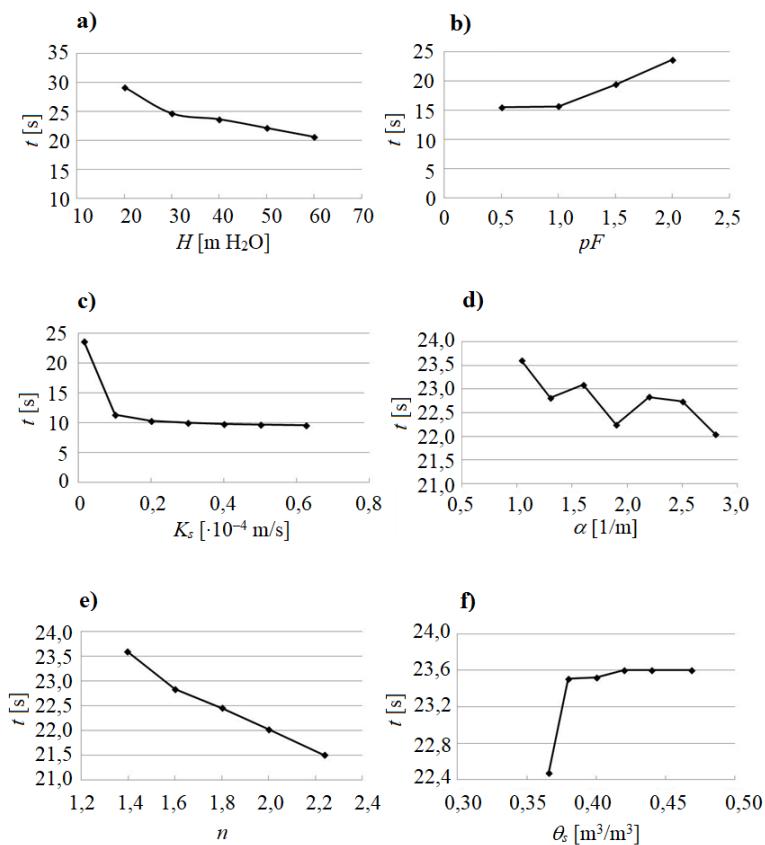 a)
35
30
25
20
15
10
t [s]
10 20 30 40 50 60 70
H [m H₂O]
b)
25
20
15
10
5
0
t [s]
0 0,5 1,0 1,5 2,0 2,5
pF
c)
25
20
15
10
5
0
t [s]
0 0,2 0,4 0,6 0,8
Kₛ [·10⁻⁴ m/s]
d)
24,0
23,5
23,0
22,5
22,0
21,5
21,0
t [s]
0,5 1,0 1,5 2,0 2,5 3,0
α [1/m]
e)
24,0
23,5
23,0
22,5
22,0
21,5
21,0
t [s]
1,2 1,4 1,6 1,8 2,0 2,2 2,4
n
f)
24,0
23,6
23,2
22,8
22,4
t [s]
0,30 0,35 0,40 0,45 0,50
θₛ [m³/m³]